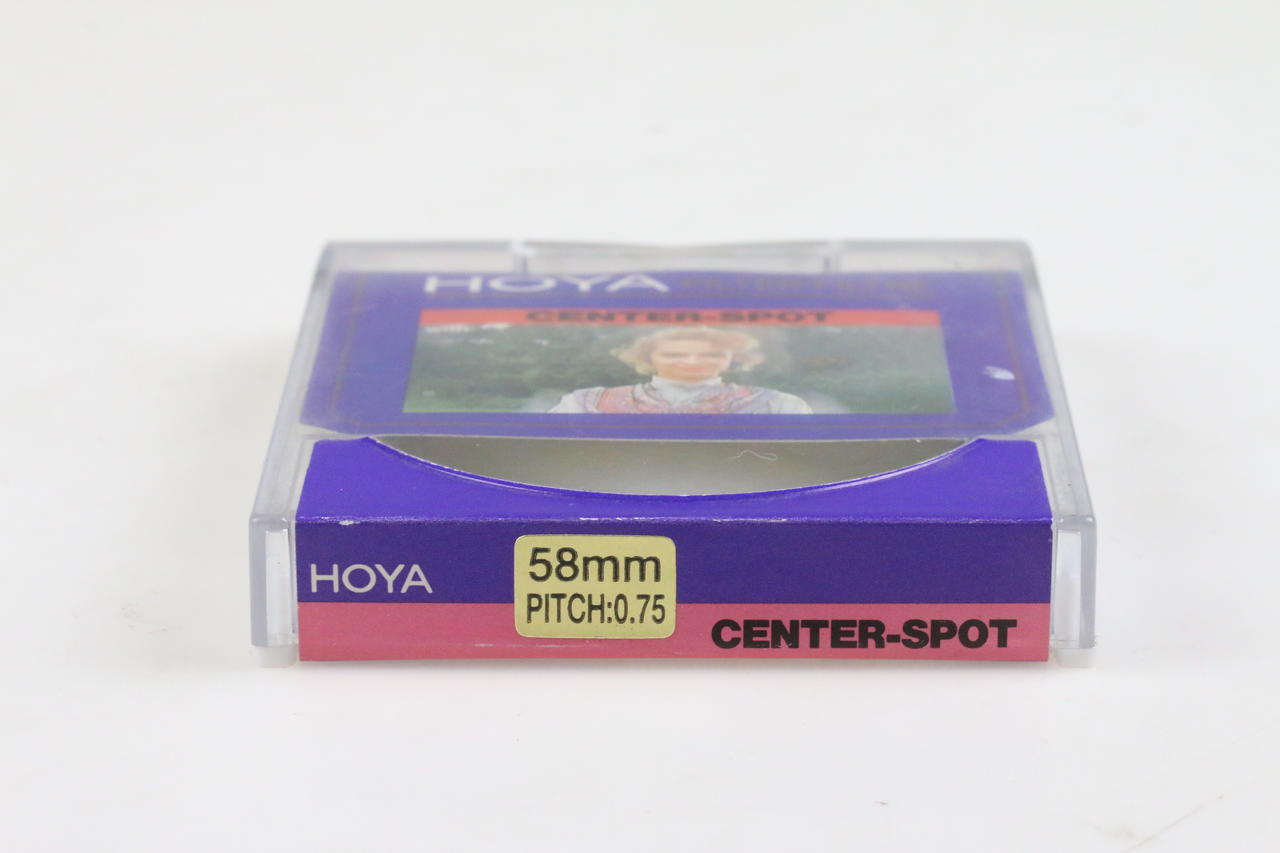 HOYA
CENTER-SPOT
HOYA
58mm
PITCH:0.75
CENTER-SPOT